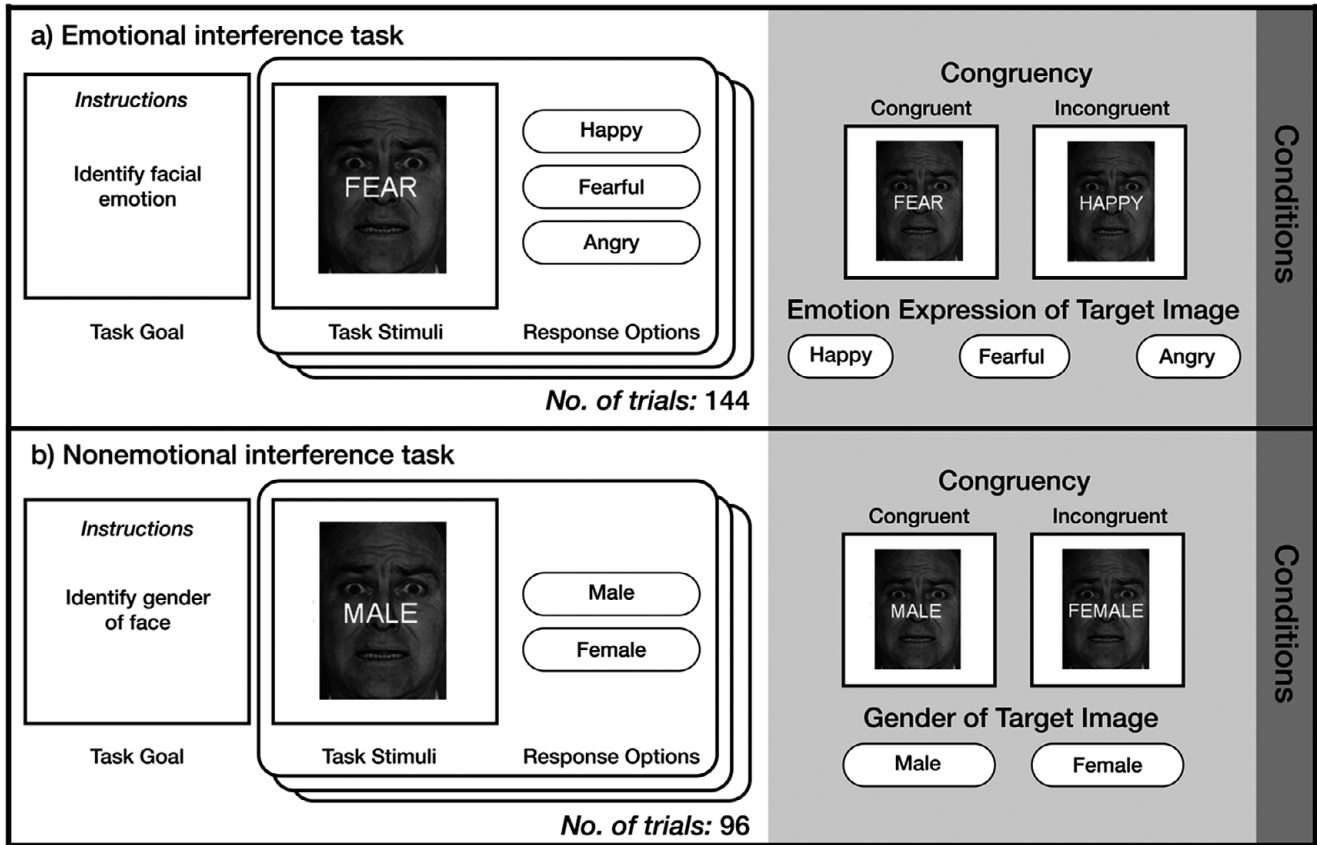 a) Emotional interference task
Instructions
Identify facial
emotion
Task Goal
FEAR
Task Stimuli
Happy
Fearful
Angry
Response Options
No. of trials: 144
Congruency
Congruent
Incongruent
FEAR
HAPPY
Emotion Expression of Target Image
Happy
Fearful
Angry
Conditions
b) Nonemotional interference task
Instructions
Identify gender
of face
Task Goal
MALE
Task Stimuli
Male
Female
Response Options
No. of trials: 96
Congruency
Congruent
Incongruent
MALE
FEMALE
Gender of Target Image
Male
Female
Conditions